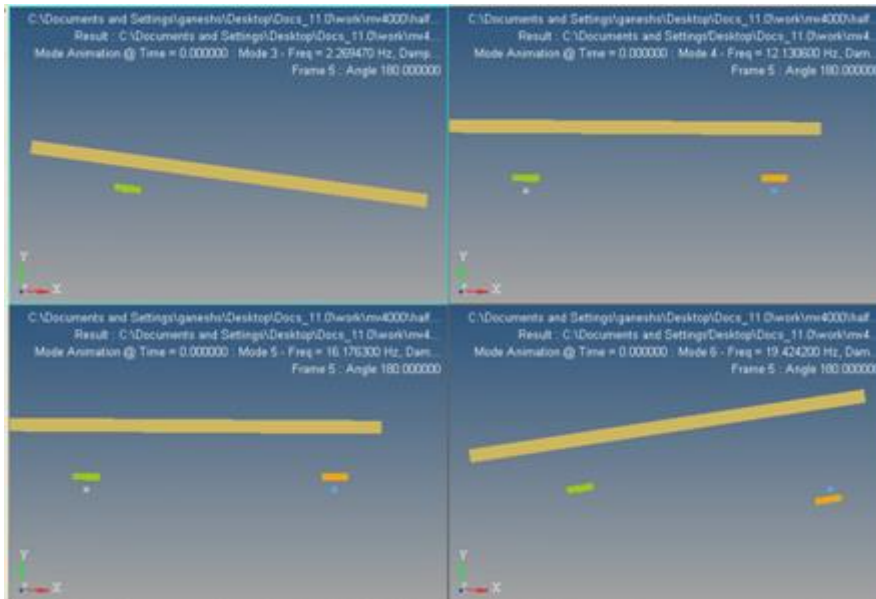 C:\Documents and Settings\ganeshs\Desktop\Docs_11.0\work\mv4000\half...
Result : C:\Documents and Settings\Desktop\Docs_11.0\work\mv4...
Mode Animation @ Time = 0.000000 : Mode 3 - Freq = 2.269470 Hz, Damp...
Frame 5 : Angle 180.000000
Y
X
C:\Documents and Settings\ganeshs\Desktop\Docs_11.0\work\mv4000\half...
Result : C:\Documents and Settings/Desktop\Docs_11.0\work\mv4...
Mode Animation @ Time = 0.000000 : Mode 4 - Freq = 12.130600 Hz, Dam...
Frame 5 : Angle 180.000000
Y
X
C:\Documents and Settings\ganeshs\Desktop\Docs_11.0\work\mv4000\half...
Result : C:\Documents and Settings\Desktop\Docs_11.0\work\mv4...
Mode Animation @ Time = 0.000000 : Mode 5 - Freq = 16.176300 Hz, Dam...
Frame 5 : Angle 180.000000
Y
X
C:\Documents and Settings\ganeshs\Desktop\Docs_11.0\work\mv4000\half...
Result : C:\Documents and Settings\Desktop\Docs_11.0\work\mv4...
Mode Animation @ Time = 0.000000 : Mode 6 - Freq = 19.424200 Hz, Dam...
Frame 5 : Angle 180.000000
Y
X